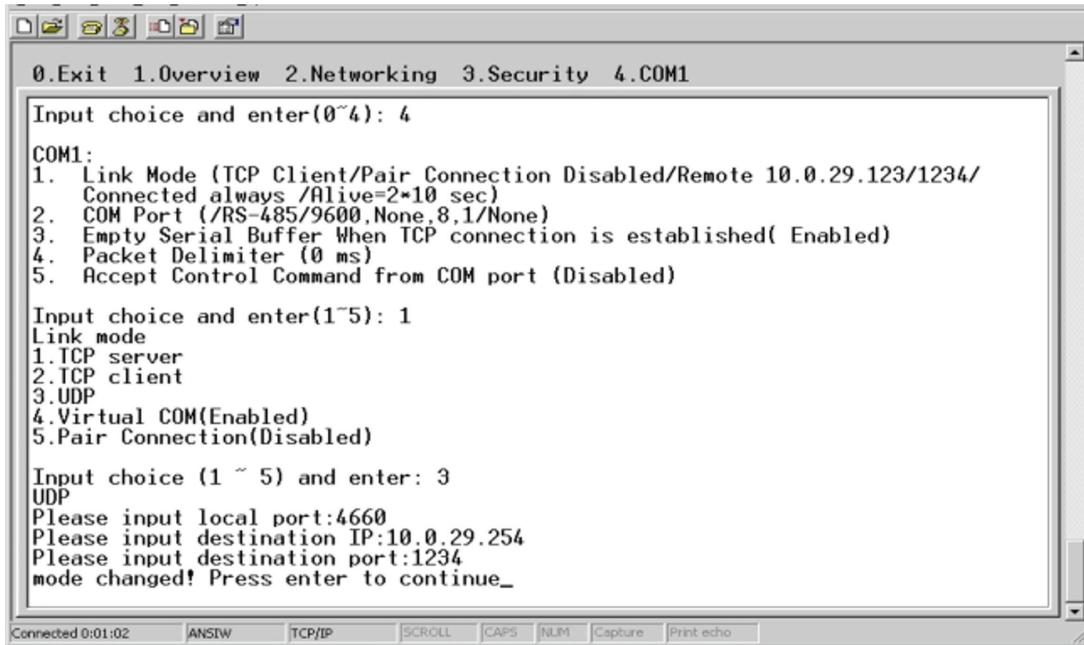 0.Exit 1.Overview 2.Networking 3.Security 4.COM1
Input choice and enter(0~4): 4
COM1:
1. Link Mode (TCP Client/Pair Connection Disabled/Remote 10.0.29.123/1234/
Connected always /Alive=2*10 sec)
2. COM Port (/RS-485/9600,None,8,1/None)
3. Empty Serial Buffer When TCP connection is established( Enabled)
4. Packet Delimiter (0 ms)
5. Accept Control Command from COM port (Disabled)
Input choice and enter(1~5): 1
Link mode
1.TCP server
2.TCP client
3.UDP
4.Virtual COM(Enabled)
5.Pair Connection(Disabled)
Input choice (1 ~ 5) and enter: 3
UDP
Please input local port:4660
Please input destination IP:10.0.29.254
Please input destination port:1234
mode changed! Press enter to continue_
Connected 0:01:02 ANSIW TCP/IP SCROLL CAPS NUM Capture Print echo